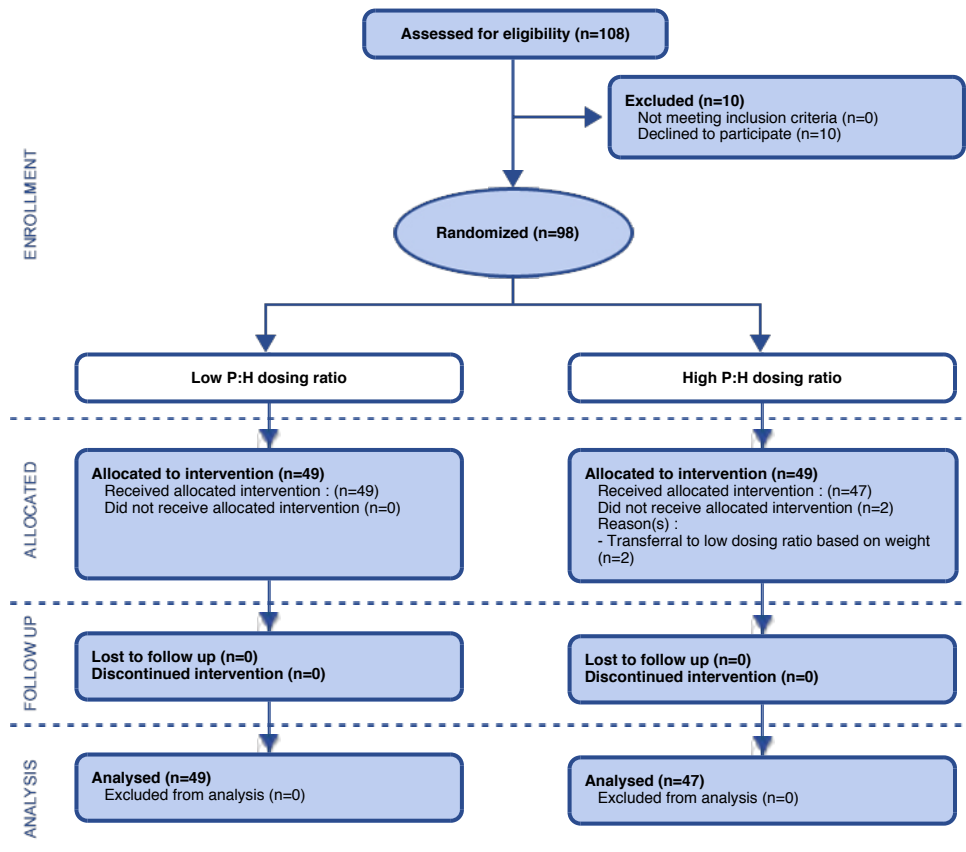 Assessed for eligibility (n=108)
Excluded (n=10)
Not meeting inclusion criteria (n=0)
Declined to participate (n=10)
ENROLLMENT
Randomized (n=98)
Low P:H dosing ratio
High P:H dosing ratio
ALLOCATED
Allocated to intervention (n=49)
Received allocated intervention : (n=49)
Did not receive allocated intervention (n=0)
Allocated to intervention (n=49)
Received allocated intervention : (n=47)
Did not receive allocated intervention (n=2)
Reason(s) :
- Transferral to low dosing ratio based on weight
(n=2)
FOLLOW UP
Lost to follow up (n=0)
Discontinued intervention (n=0)
Lost to follow up (n=0)
Discontinued intervention (n=0)
ANALYSIS
Analysed (n=49)
Excluded from analysis (n=0)
Analysed (n=47)
Excluded from analysis (n=0)